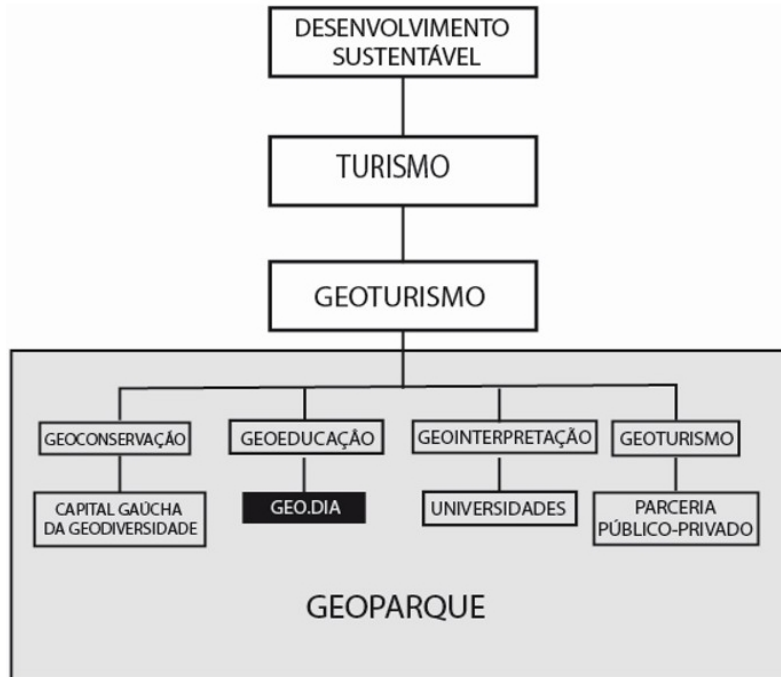 DESENVOLVIMENTO
SUSTENTÁVEL
TURISMO
GEOTURISMO
GEOCONSERVAÇÃO
GEOEDUCAÇÃO
GEOINTERPRETAÇÃO
GEOTURISMO
CAPITAL GAÚCHA
DA GEODIVERSIDADE
GEO.DIA
UNIVERSIDADES
PARCERIA
PÚBLICO-PRIVADO
GEOPARQUE